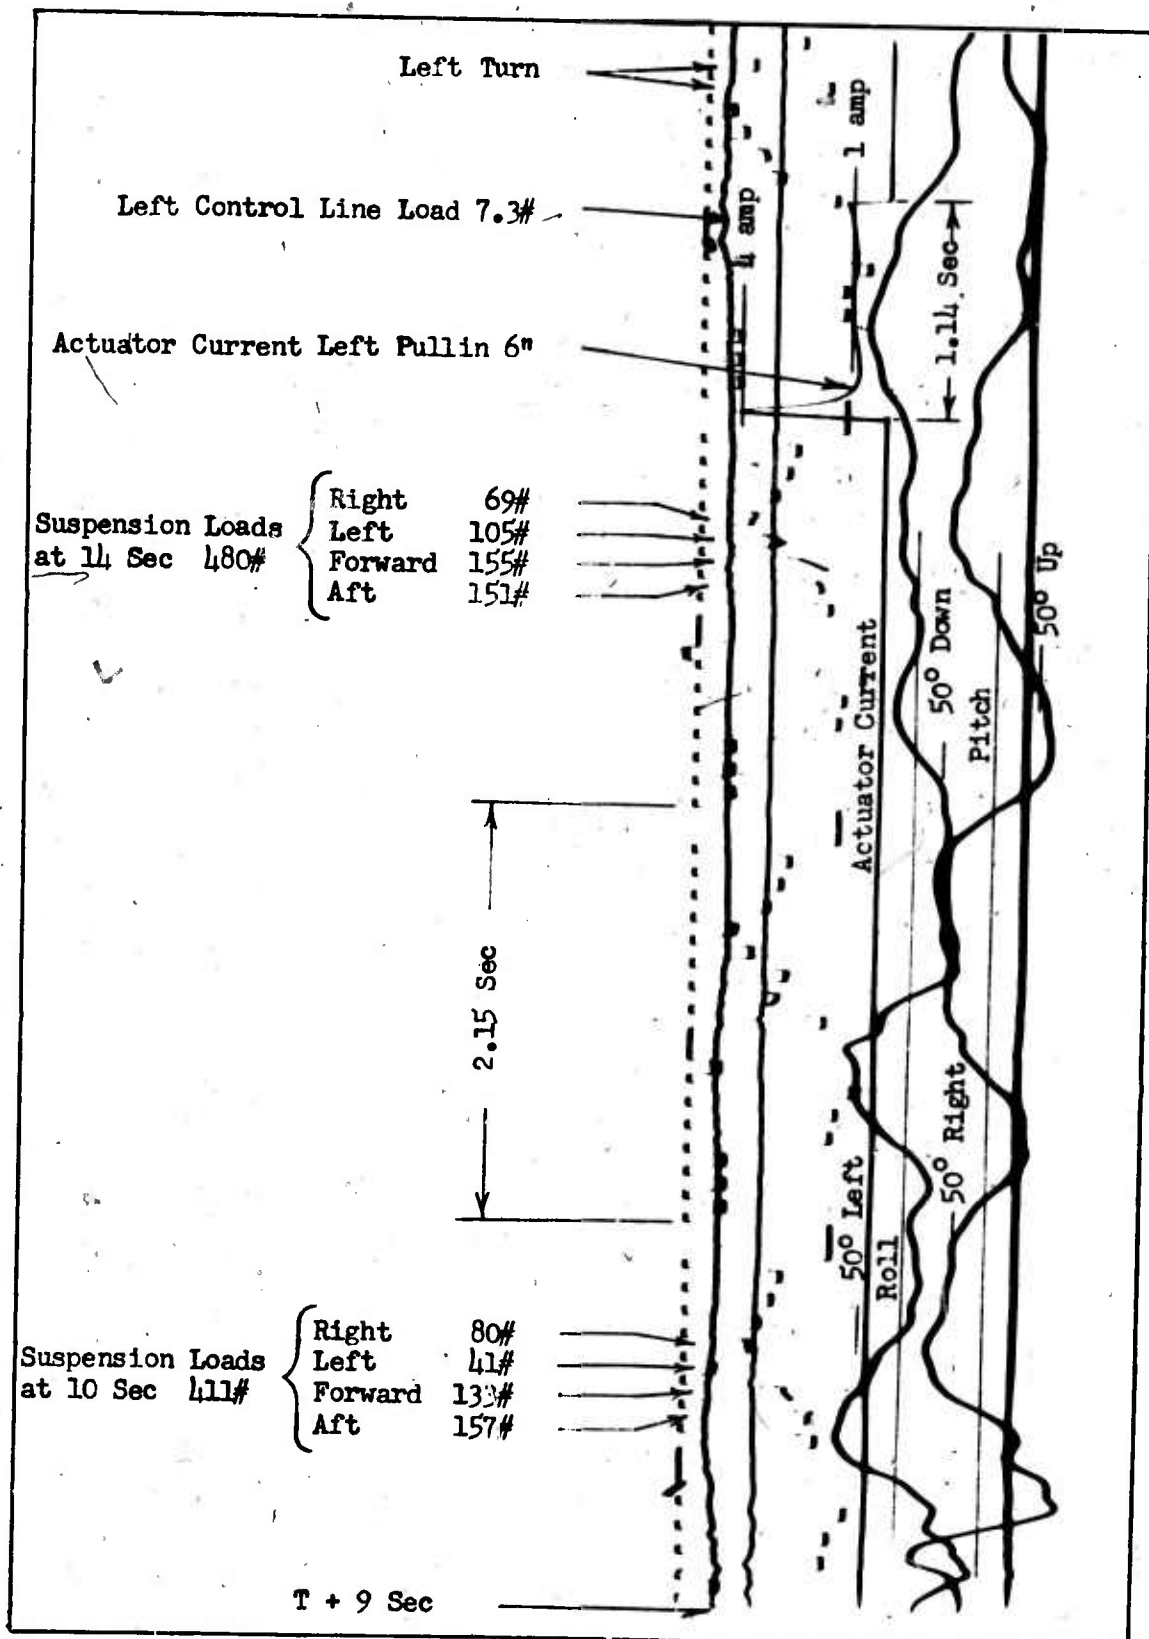 Left Turn
Left Control Line Load 7.3#
4 amp
1 amp
1.14 Sec
Actuator Current Left Pullin 6"
Suspension Loads
at 14 Sec 480#
Right 69#
Left 105#
Forward 155#
Aft 151#
50° Up
50° Down
Pitch
Actuator Current
2.15 Sec
50° Right
50° Left
Roll
Suspension Loads
at 10 Sec 411#
Right 80#
Left 41#
Forward 133#
Aft 157#
T + 9 Sec